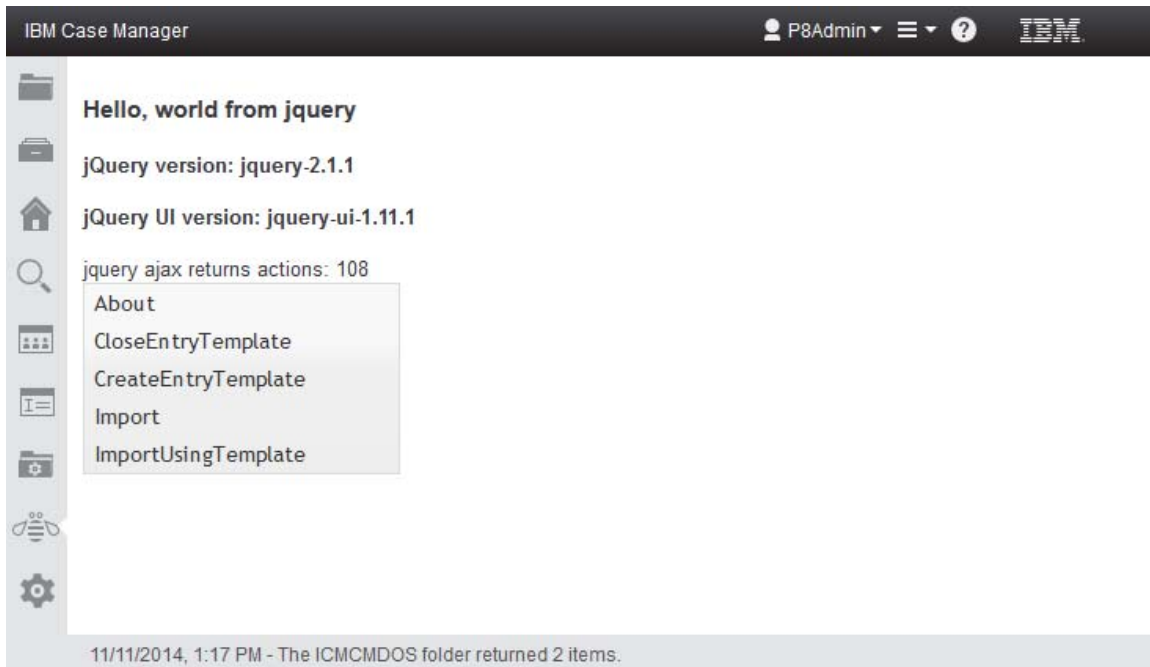 IBM Case Manager P8Admin IBM
Hello, world from jquery
jQuery version: jquery-2.1.1
jQuery UI version: jquery-ui-1.11.1
jquery ajax returns actions: 108
About
CloseEntryTemplate
CreateEntryTemplate
Import
ImportUsingTemplate
11/11/2014, 1:17 PM - The ICMCMDOS folder returned 2 items.